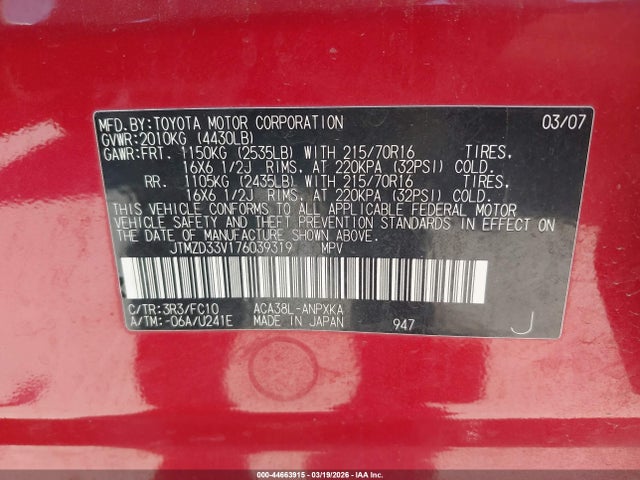 MFD.BY:TOYOTA MOTOR CORPORATION 03/07
GVWR:2010KG (4430LB)
GAWR:FRT. 1150KG (2535LB) WITH 215/70R16 TIRES,
16X6 1/2J RIMS, AT 220KPA (32PSI) COLD.
RR. 1105KG (2435LB) WITH 215/70R16 TIRES,
16X6 1/2J RIMS, AT 220KPA (32PSI) COLD.
THIS VEHICLE CONFORMS TO ALL APPLICABLE FEDERAL MOTOR
VEHICLE SAFETY AND THEFT PREVENTION STANDARDS IN EFFECT ON
THE DATE OF MANUFACTURE SHOWN ABOVE.
JTMZD33V176039319 MPV
C/TR:3R3/FC10 ACA38L-ANPXKA
A/TM:-06A/U241E MADE IN JAPAN 947 J
000-44663915 - 03/19/2026 - IAA Corp.